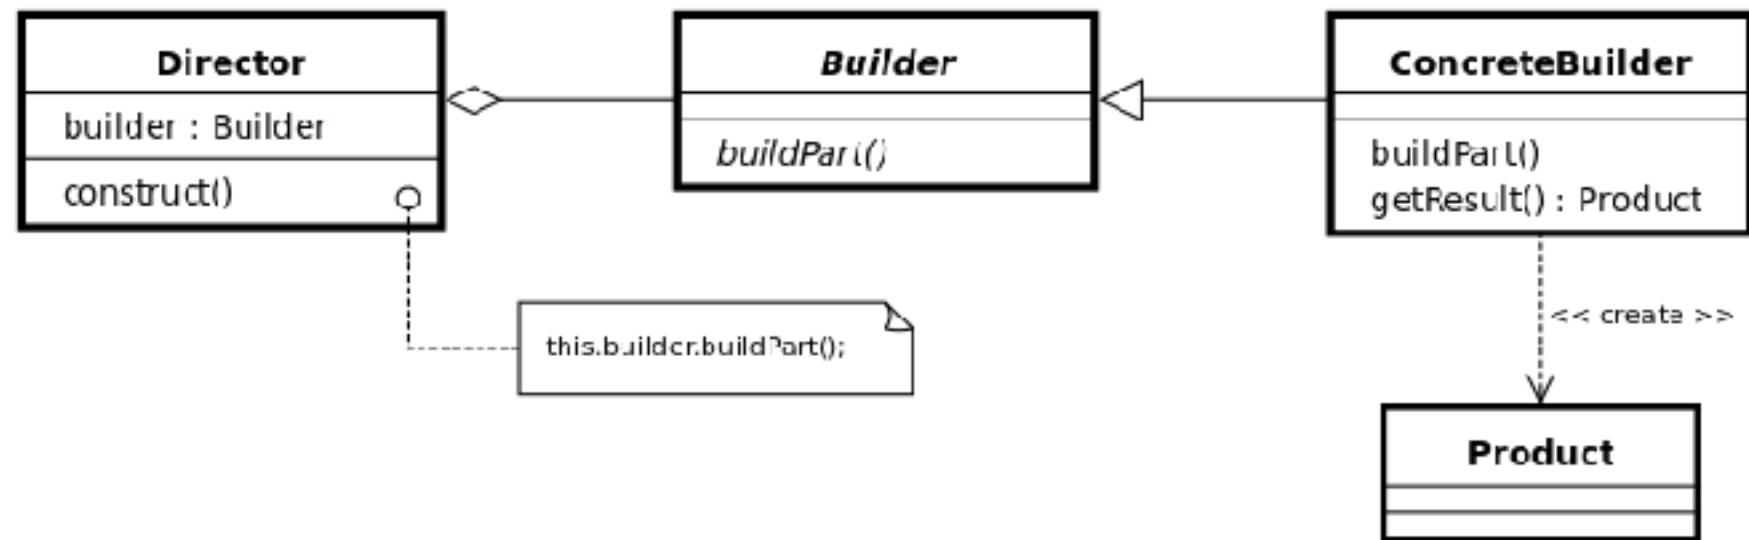 Director
builder : Builder
construct()
Builder
buildPart()
ConcreteBuilder
buildPart()
getResult() : Product
this.builder.buildPart();
<< create >>
Product